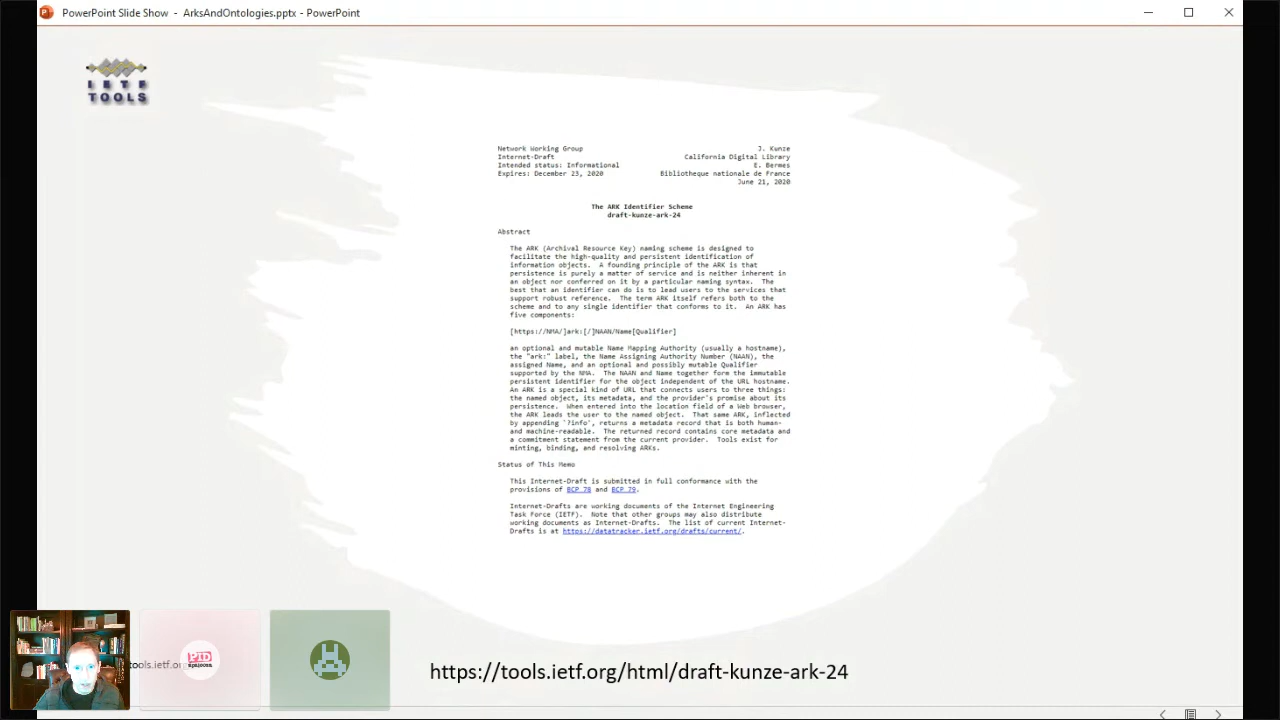 PowerPoint Slide Show - ArksAndOntologies.pptx - PowerPoint
IETF
TOOLS
Network Working Group J. Kunze
Internet-Draft California Digital Library
Intended status: Informational E. Bermes
Expires: December 23, 2020 Bibliotheque nationale de France
June 21, 2020
The ARK Identifier Scheme
draft-kunze-ark-24
Abstract
The ARK (Archival Resource Key) naming scheme is designed to
facilitate the high-quality and persistent identification of
information objects. A founding principle of the ARK is that
persistence is purely a matter of service and is neither inherent in
an object nor conferred on it by a particular naming syntax. The
best that an identifier can do is to lead users to the services that
support robust reference. The term ARK itself refers both to the
scheme and to any single identifier that conforms to it. An ARK has
five components:
[https://NMA/]ark:[/]NAAN/Name[Qualifier]
an optional and mutable Name Mapping Authority (usually a hostname),
the "ark:" label, the Name Assigning Authority Number (NAAN), the
assigned Name, and an optional and possibly mutable Qualifier
supported by the NMA. The NAAN and Name together form the immutable
persistent identifier for the object independent of the URL hostname.
An ARK is a special kind of URL that connects users to three things:
the named object, its metadata, and the provider's promise about its
persistence. When entered into the location field of a Web browser,
the ARK leads the user to the named object. That same ARK, inflected
by appending `?info', returns a metadata record that is both human-
and machine-readable. The returned record contains core metadata and
a commitment statement from the current provider. Tools exist for
minting, binding, and resolving ARKs.
Status of This Memo
This Internet-Draft is submitted in full conformance with the
provisions of BCP 78 and BCP 79.
Internet-Drafts are working documents of the Internet Engineering
Task Force (IETF). Note that other groups may also distribute
working documents as Internet-Drafts. The list of current Internet-
Drafts is at https://datatracker.ietf.org/drafts/current/.
tools.ietf.org
PID
https://tools.ietf.org/html/draft-kunze-ark-24